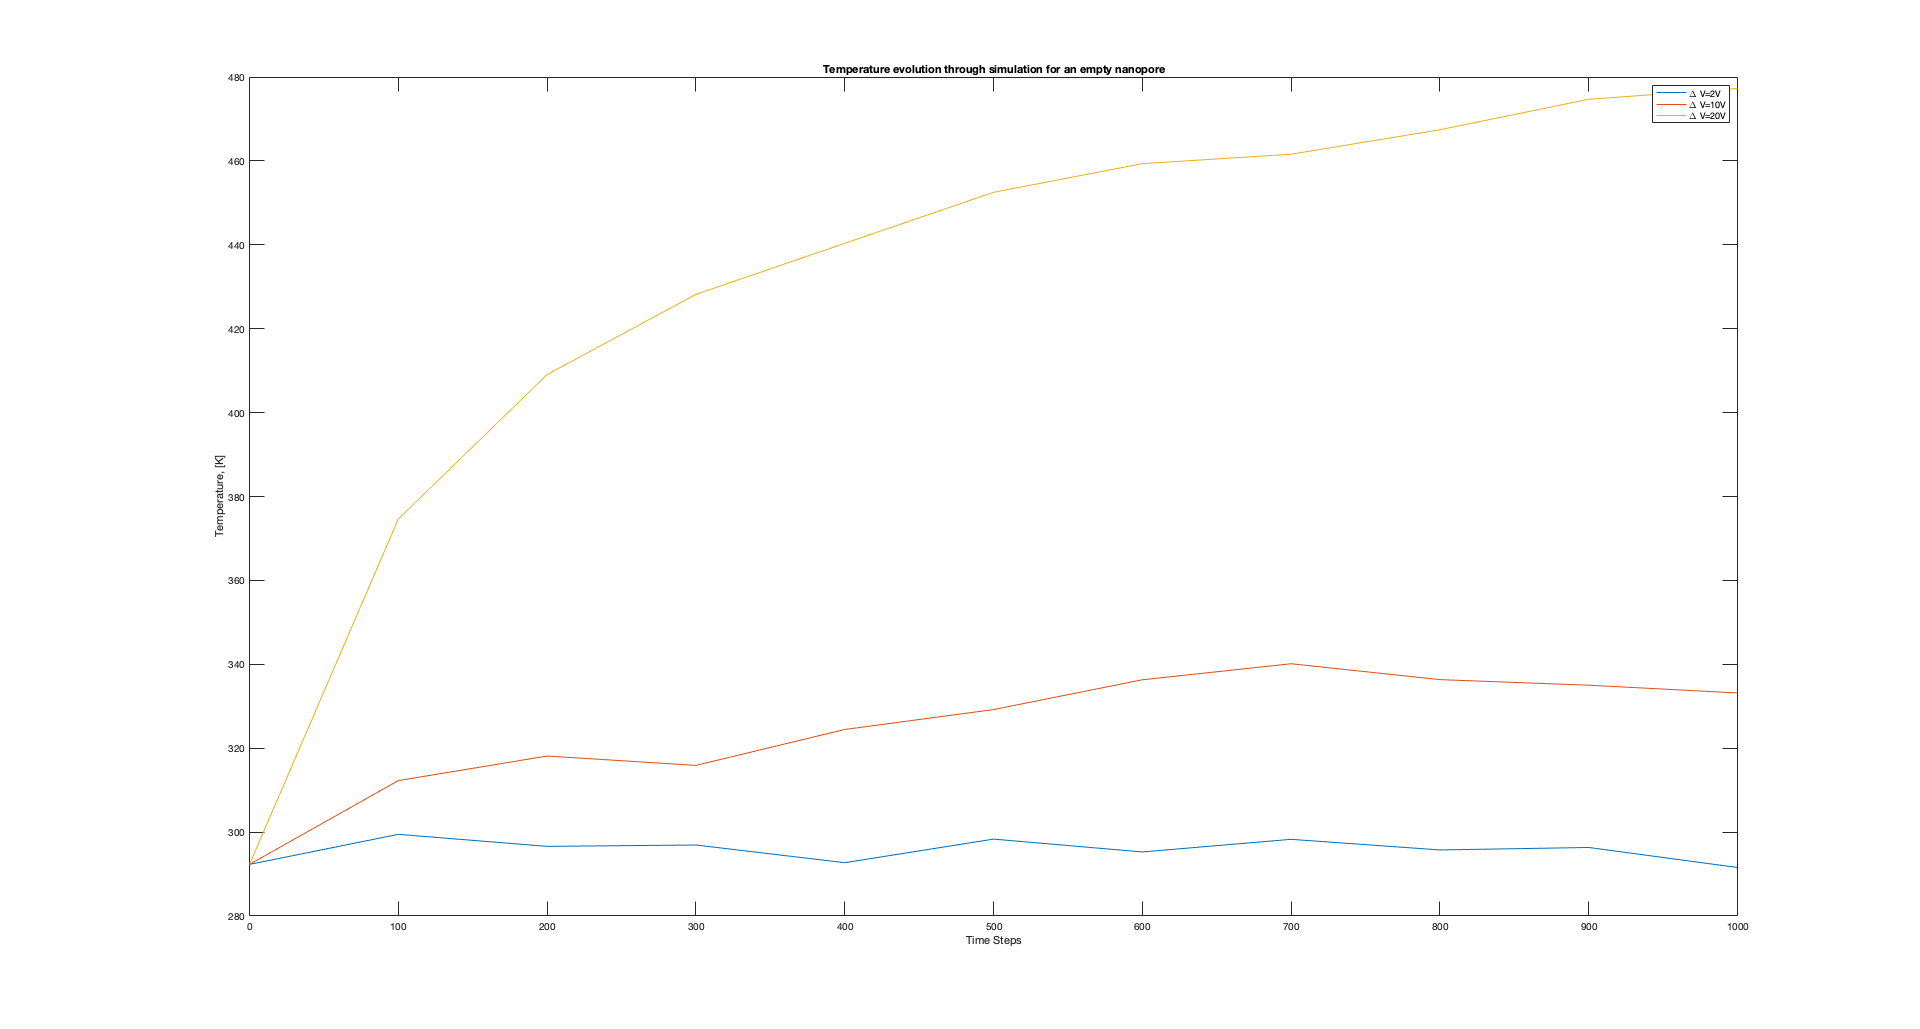 Temperature evolution through simulation for an empty nanopore
480
460
440
420
400
380
360
340
320
300
280
Temperature, [K]
Δ V=2V
Δ V=10V
Δ V=20V
0 100 200 300 400 500 600 700 800 900 1000
Time Steps